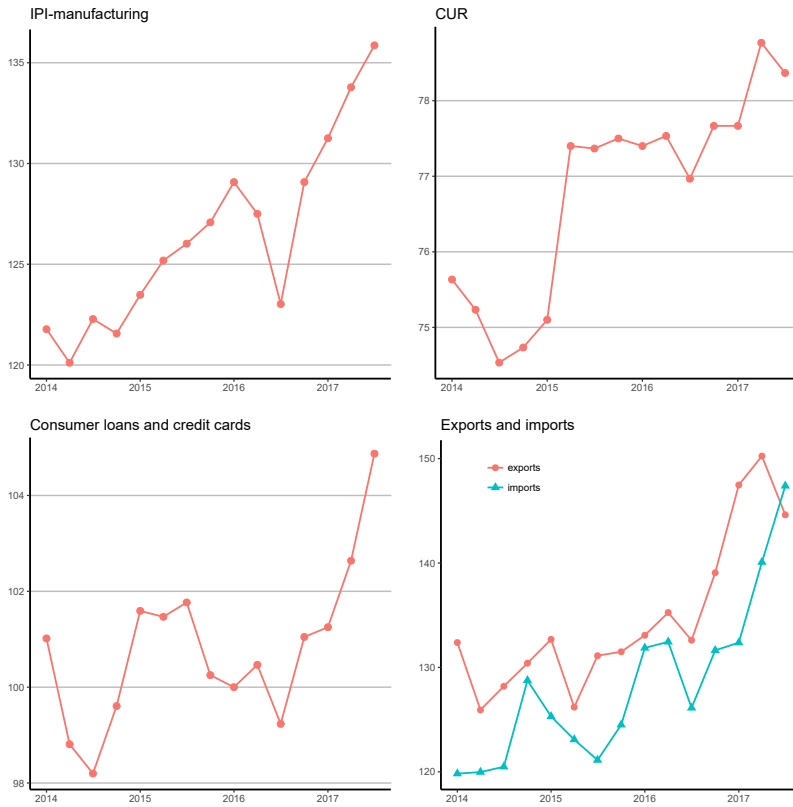 IPI-manufacturing
135
130
125
120
2014 2015 2016 2017
CUR
78
77
76
75
2014 2015 2016 2017
Consumer loans and credit cards
104
102
100
98
2014 2015 2016 2017
Exports and imports
exports
imports
150
140
130
120
2014 2015 2016 2017